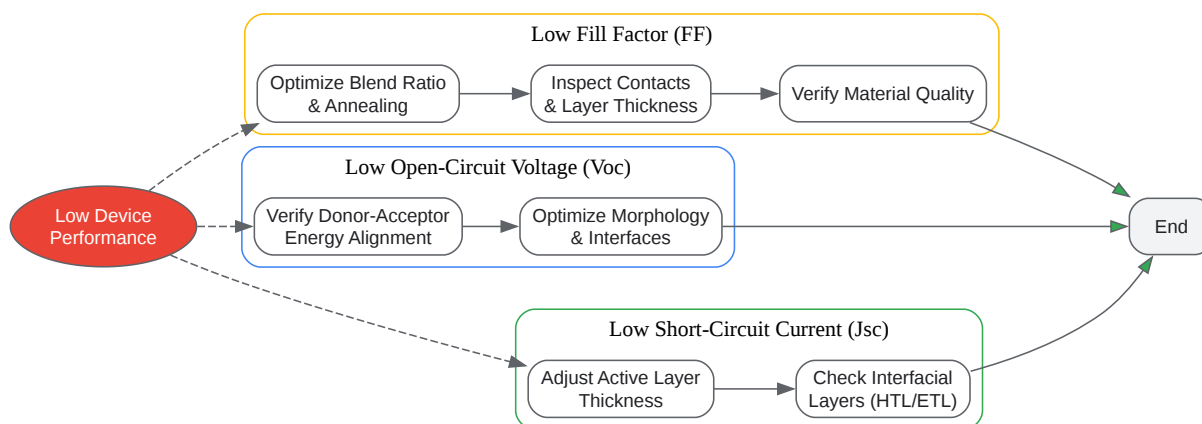 Low Fill Factor (FF)
Optimize Blend Ratio
& Annealing
Inspect Contacts
& Layer Thickness
Verify Material Quality
Low Open-Circuit Voltage (Voc)
Low Device
Performance
Verify Donor-Acceptor
Energy Alignment
Optimize Morphology
& Interfaces
End
Low Short-Circuit Current (Jsc)
Adjust Active Layer
Thickness
Check Interfacial
Layers (HTL/ETL)